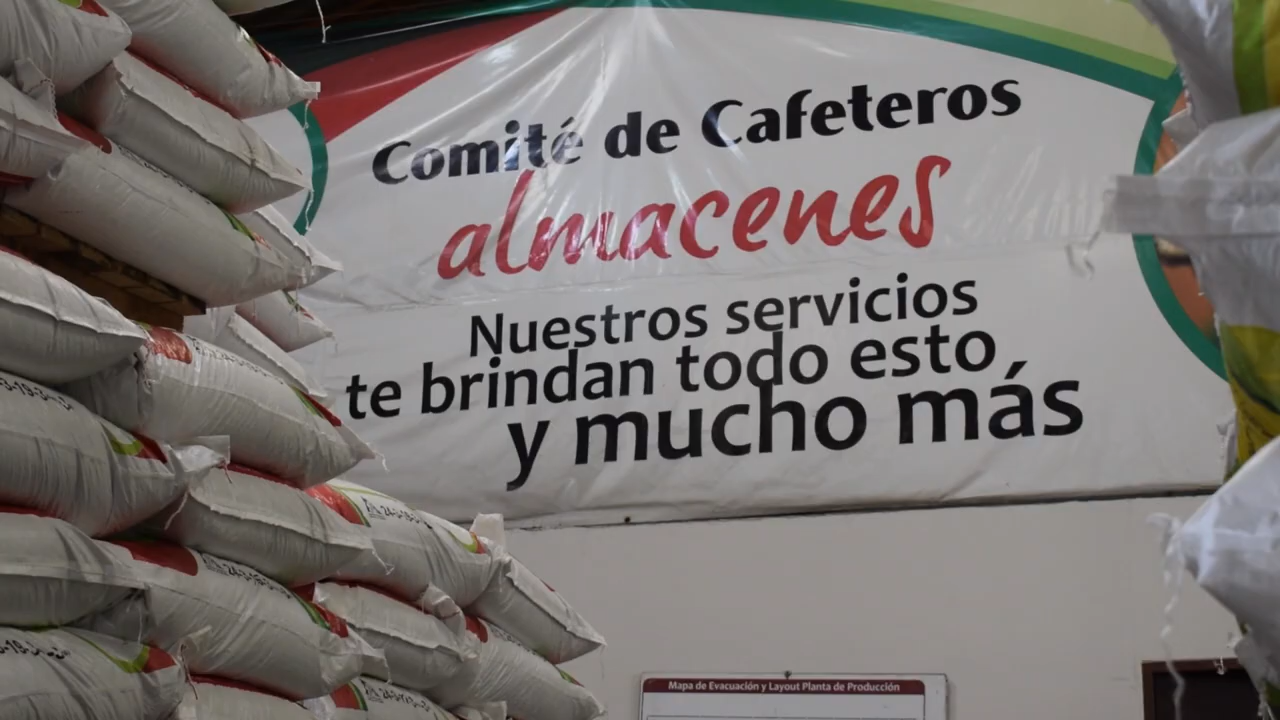 Comité de Cafeteros
almacenes
Nuestros servicios
te brindan todo esto
y mucho más
Mapa de Evacuación y Layout Planta de Producción